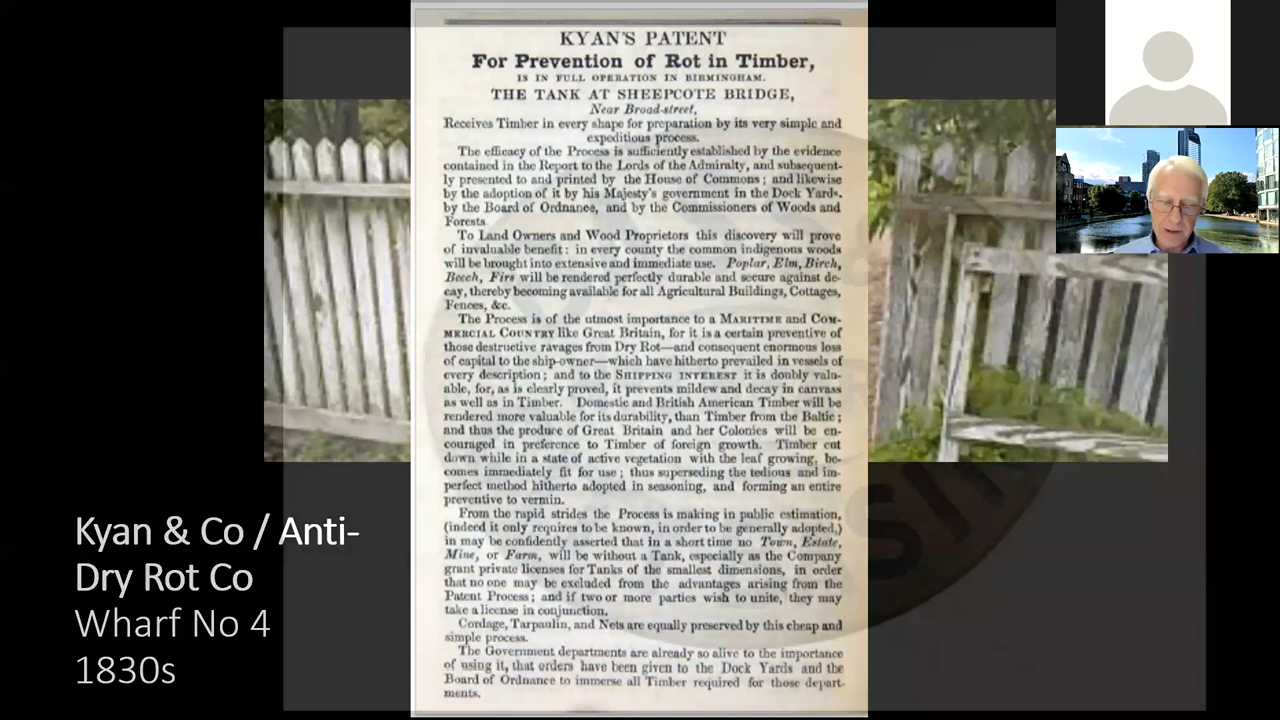 KYAN'S PATENT
For Prevention of Rot in Timber,
IS IN FULL OPERATION IN BIRMINGHAM.
THE TANK AT SHEEPCOTE BRIDGE,
Near Broad-street,
Receives Timber in every shape for preparation by its very simple and
expeditious process.
The efficacy of the Process is sufficiently established by the evidence
contained in the Report to the Lords of the Admiralty, and subsequent-
ly presented to and printed by the House of Commons; and likewise
by the adoption of it by his Majesty's government in the Dock Yards,
by the Board of Ordnance, and by the Commissioners of Woods and
Forests
To Land Owners and Wood Proprietors this discovery will prove
of invaluable benefit: in every county the common indigenous woods
will be brought into extensive and immediate use. Poplar, Elm, Birch,
Beech, Firs will be rendered perfectly durable and secure against de-
cay, thereby becoming available for all Agricultural Buildings, Cottages,
Fences, &c.
The Process is of the utmost importance to a MARITIME and COM-
MERCIAL COUNTRY like Great Britain, for it is a certain preventive of
those destructive ravages from Dry Rot—and consequent enormous loss
of capital to the ship-owner—which have hitherto prevailed in vessels of
every description; and to the SHIPPING INTEREST it is doubly valu-
able, for, as is clearly proved, it prevents mildew and decay in canvass
as well as in Timber. Domestic and British American Timber will be
rendered more valuable for its durability, than Timber from the Baltic;
and thus the produce of Great Britain and her Colonies will be en-
couraged in preference to Timber of foreign growth. Timber cut
down while in a state of active vegetation with the leaf growing, be-
comes immediately fit for use; thus superseding the tedious and im-
perfect method hitherto adopted in seasoning, and forming an entire
preventive to vermin.
From the rapid strides the Process is making in public estimation,
(indeed it only requires to be known, in order to be generally adopted,)
in may be confidently asserted that in a short time no Town, Estate,
Mine, or Farm, will be without a Tank, especially as the Company
grant private licenses for Tanks of the smallest dimensions, in order
that no one may be excluded from the advantages arising from the
Patent Process; and if two or more parties wish to unite, they may
take a license in conjunction.
Cordage, Tarpaulin, and Nets are equally preserved by this cheap and
simple process.
The Government departments are already so alive to the importance
of using it, that orders have been given to the Dock Yards and the
Board of Ordnance to immerse all Timber required for those depart-
ments.
Kyan & Co / Anti-
Dry Rot Co
Wharf No 4
1830s